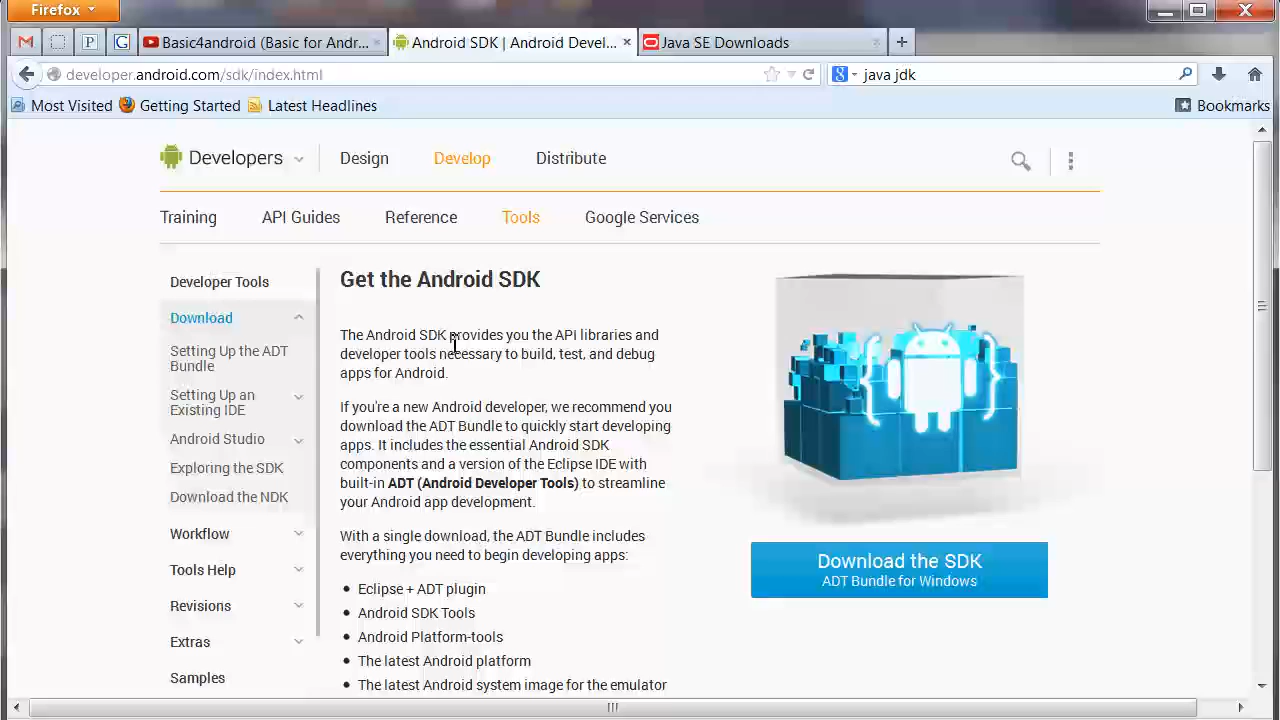 Firefox
Basic4android (Basic for Andr...
Android SDK | Android Devel...
Java SE Downloads
developer.android.com/sdk/index.html
java jdk
Most Visited
Getting Started
Latest Headlines
Bookmarks
Developers
Design
Develop
Distribute
Training
API Guides
Reference
Tools
Google Services
Developer Tools
Download
Setting Up the ADT
Bundle
Setting Up an
Existing IDE
Android Studio
Exploring the SDK
Download the NDK
Workflow
Tools Help
Revisions
Extras
Samples
Get the Android SDK
The Android SDK provides you the API libraries and
developer tools necessary to build, test, and debug
apps for Android.
If you're a new Android developer, we recommend you
download the ADT Bundle to quickly start developing
apps. It includes the essential Android SDK
components and a version of the Eclipse IDE with
built-in ADT (Android Developer Tools) to streamline
your Android app development.
With a single download, the ADT Bundle includes
everything you need to begin developing apps:
• Eclipse + ADT plugin
• Android SDK Tools
• Android Platform-tools
• The latest Android platform
• The latest Android system image for the emulator
Download the SDK
ADT Bundle for Windows